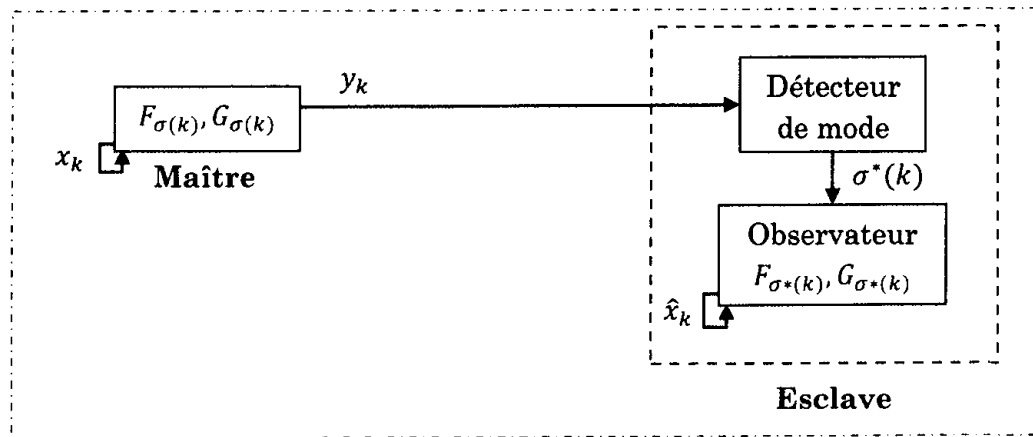 y_k
F_{σ(k)}, G_{σ(k)}
x_k
Maître
Détecteur
de mode
σ*(k)
Observateur
F_{σ*(k)}, G_{σ*(k)}
x̂_k
Esclave